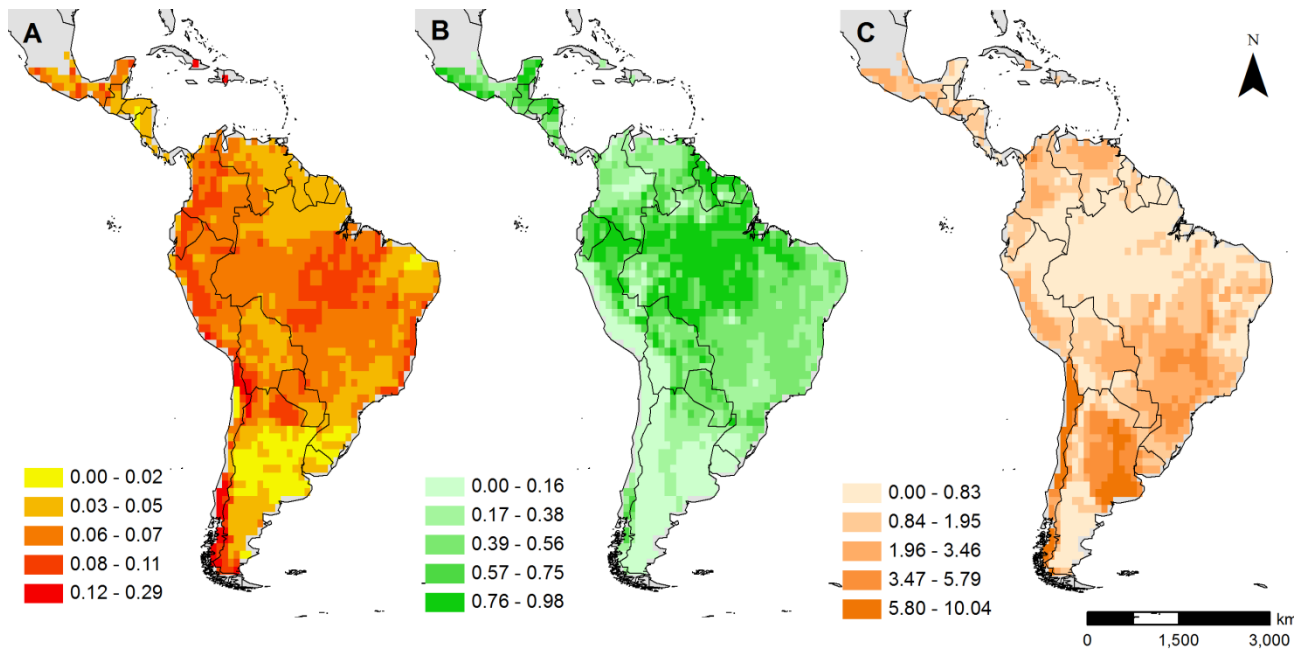 A
B
C
N
0.00 - 0.02
0.03 - 0.05
0.06 - 0.07
0.08 - 0.11
0.12 - 0.29
0.00 - 0.16
0.17 - 0.38
0.39 - 0.56
0.57 - 0.75
0.76 - 0.98
0.00 - 0.83
0.84 - 1.95
1.96 - 3.46
3.47 - 5.79
5.80 - 10.04
km
0 1,500 3,000